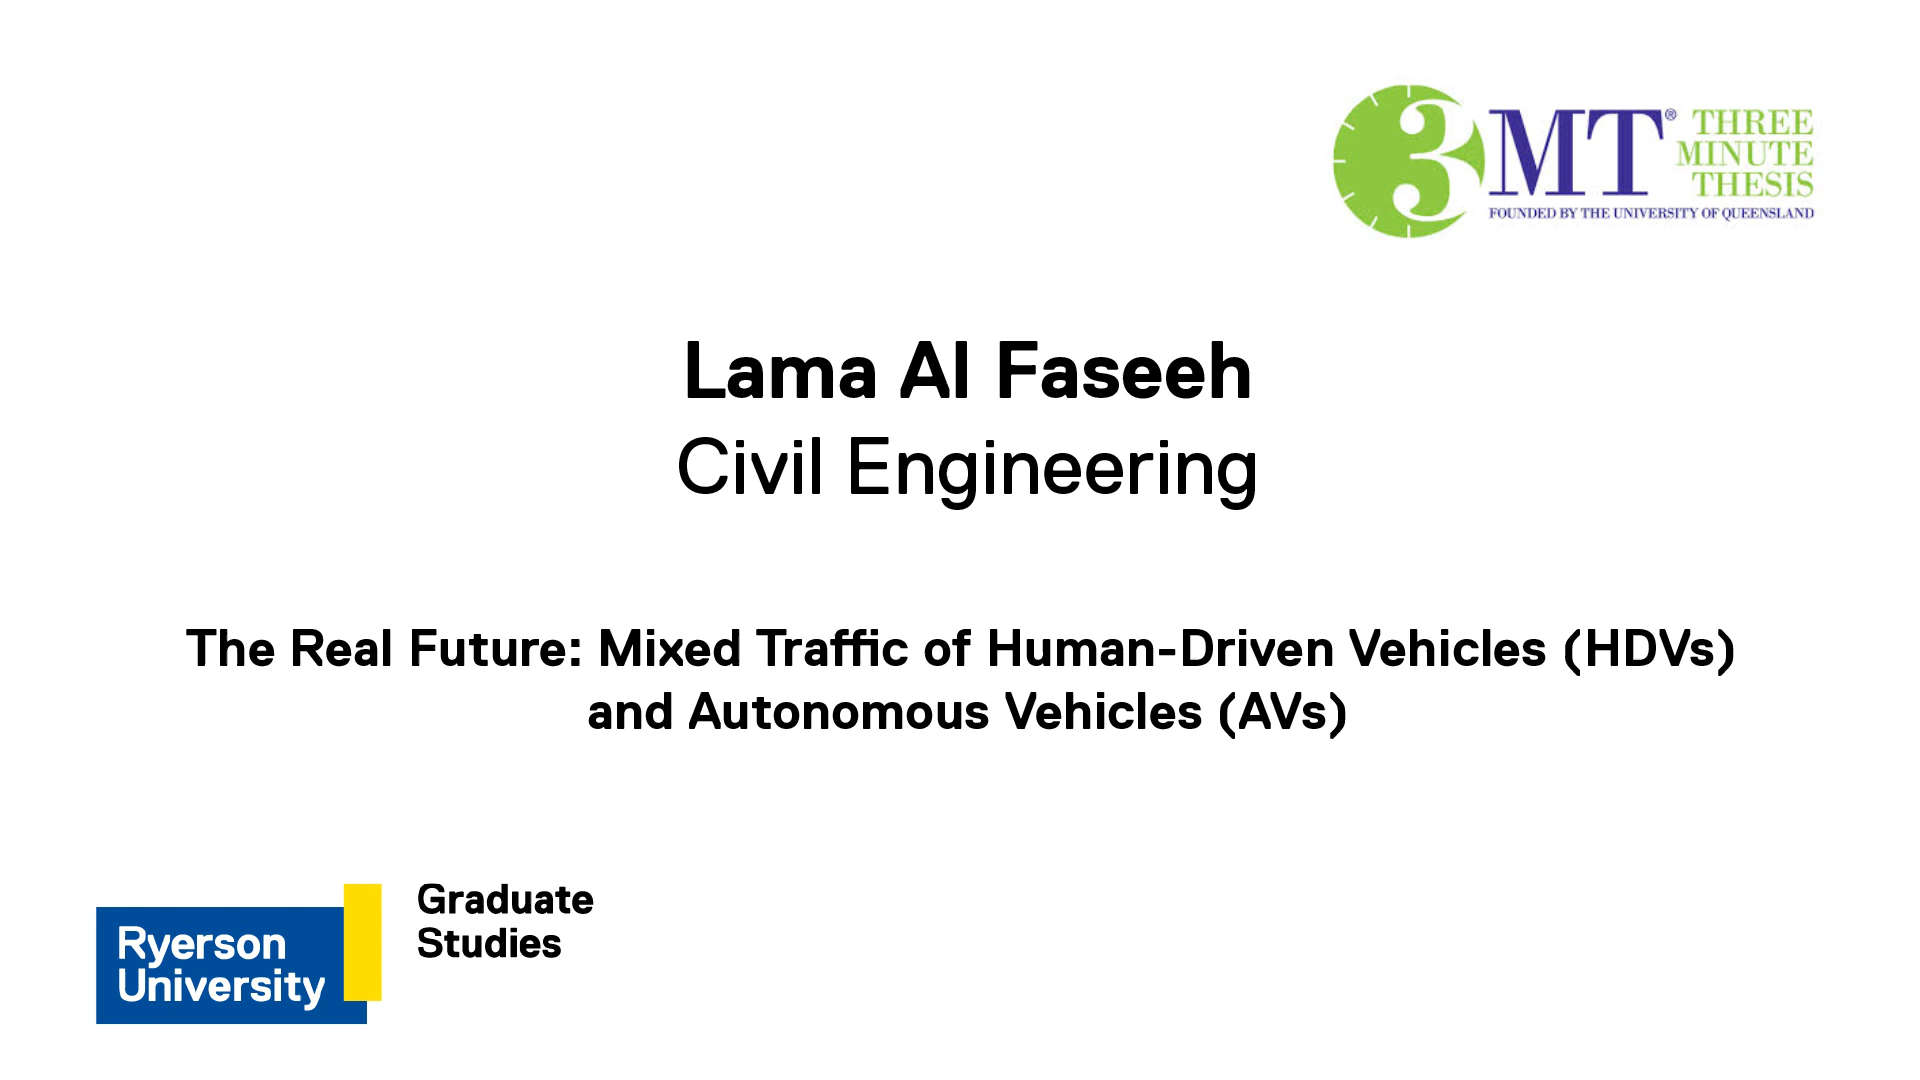 3MT® THREE
MINUTE
THESIS
FOUNDED BY THE UNIVERSITY OF QUEENSLAND
Lama Al Faseeh
Civil Engineering
The Real Future: Mixed Traffic of Human-Driven Vehicles (HDVs)
and Autonomous Vehicles (AVs)
Ryerson
University
Graduate
Studies